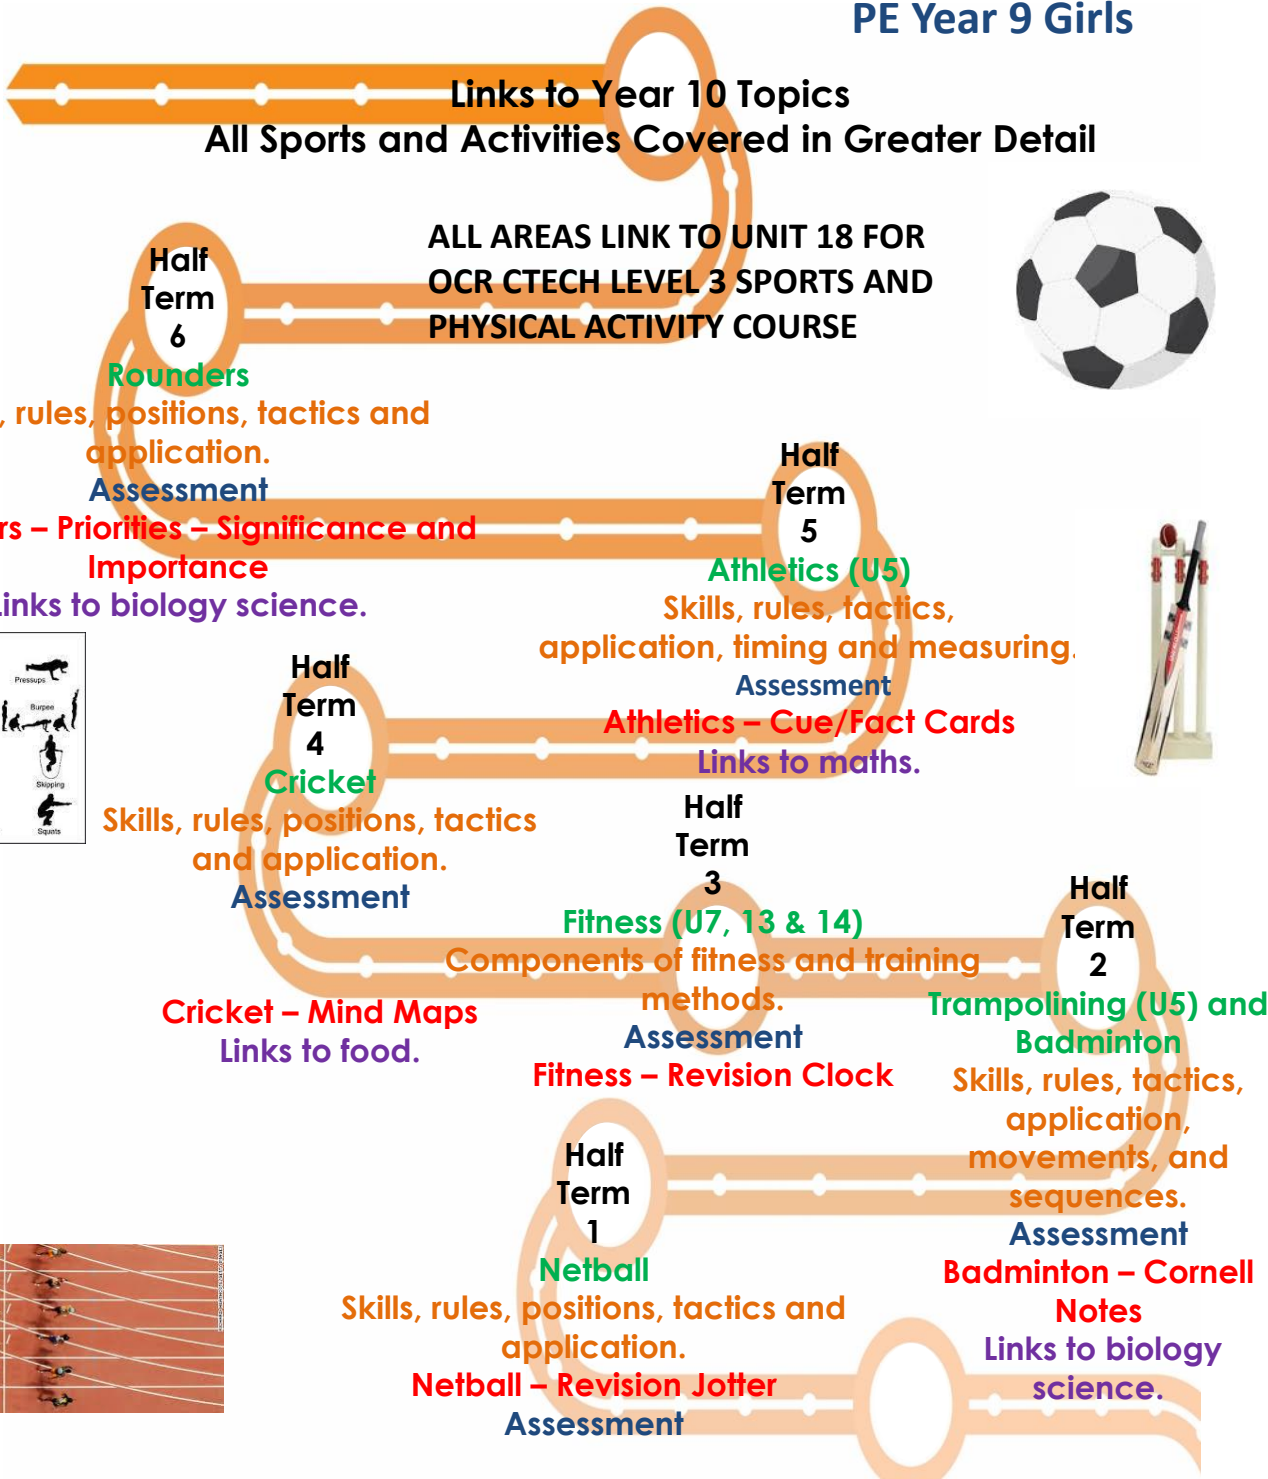 PE Year 9 Girls
Links to Year 10 Topics
All Sports and Activities Covered in Greater Detail
ALL AREAS LINK TO UNIT 18 FOR
OCR CTECH LEVEL 3 SPORTS AND
PHYSICAL ACTIVITY COURSE
Half
Term
6
Rounders
, rules, positions, tactics and
application.
Assessment
rs – Priorities – Significance and
Importance
Links to biology science.
Half
Term
5
Athletics (U5)
Skills, rules, tactics,
application, timing and measuring.
Assessment
Athletics – Cue/Fact Cards
Links to maths.
Pressups
Burpee
Skipping
Squats
Half
Term
4
Cricket
Skills, rules, positions, tactics
and application.
Assessment
Cricket – Mind Maps
Links to food.
Half
Term
3
Fitness (U7, 13 & 14)
Components of fitness and training
methods.
Assessment
Fitness – Revision Clock
Half
Term
2
Trampolining (U5) and
Badminton
Skills, rules, tactics,
application,
movements, and
sequences.
Assessment
Badminton – Cornell
Notes
Links to biology
science.
Half
Term
1
Netball
Skills, rules, positions, tactics and
application.
Netball – Revision Jotter
Assessment